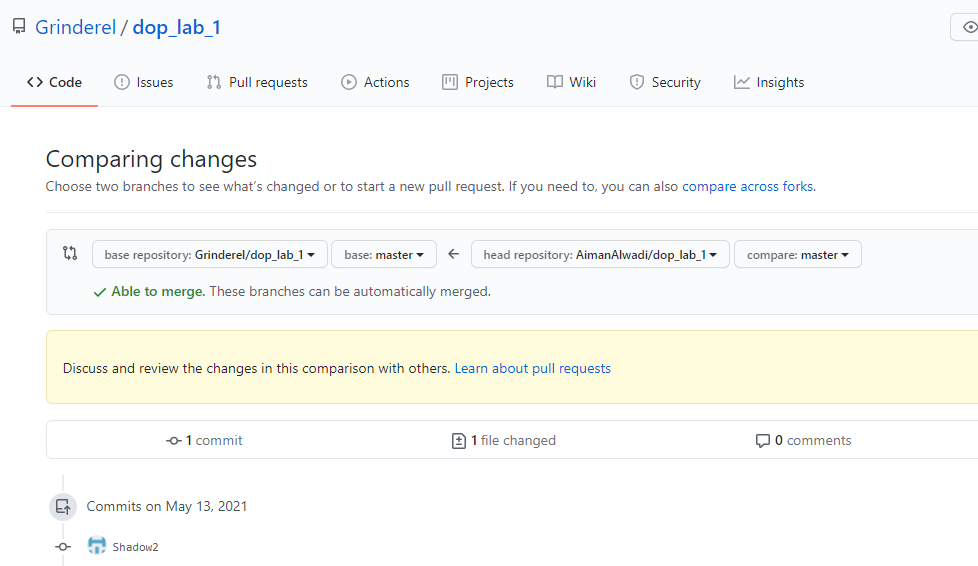 Grinderel / dop_lab_1
Code Issues Pull requests Actions Projects Wiki Security Insights
Comparing changes
Choose two branches to see what's changed or to start a new pull request. If you need to, you can also compare across forks.
base repository: Grinderel/dop_lab_1 base: master head repository: AimanAlwadi/dop_lab_1 compare: master
Able to merge. These branches can be automatically merged.
Discuss and review the changes in this comparison with others. Learn about pull requests
1 commit 1 file changed 0 comments
Commits on May 13, 2021
Shadow2